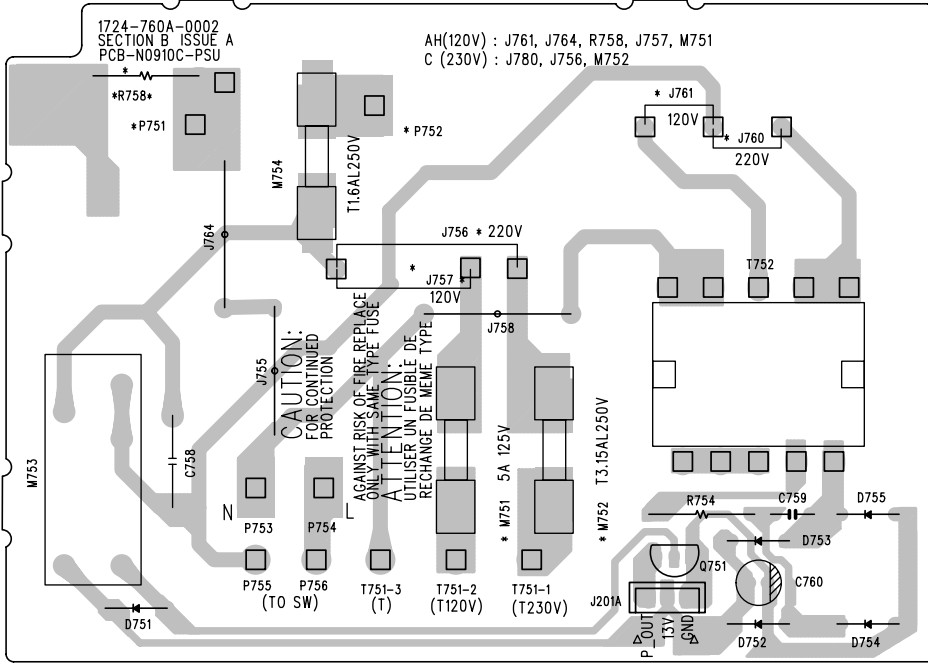 1724-760A-0002
SECTION B ISSUE A
PCB-N0910C-PSU
AH(120V) : J761, J764, R758, J757, M751
C (230V) : J780, J756, M752
*
*R758*
*P751
* P752
* J761
120V
* J760
220V
M754
T1.6AL250V
J764
J756 * 220V
*
J757 *
120V
T752
J758
J755
CAUTION:
FOR CONTINUED
PROTECTION
AGAINST RISK OF FIRE REPLACE
ONLY WITH SAME TYPE FUSE
ATTENTION:
UTILISER UN FUSIBLE DE
RECHANGE DE MEME TYPE
M753
C758
* M751 5A 125V
* M752 T3.15AL250V
N
L
P753
P754
R754
C759
D755
D753
Q751
C760
P755
P756
(TO SW)
T751-3
(T)
T751-2
(T120V)
T751-1
(T230V)
J201A
D751
P_OUT
13V
GND
D752
D754